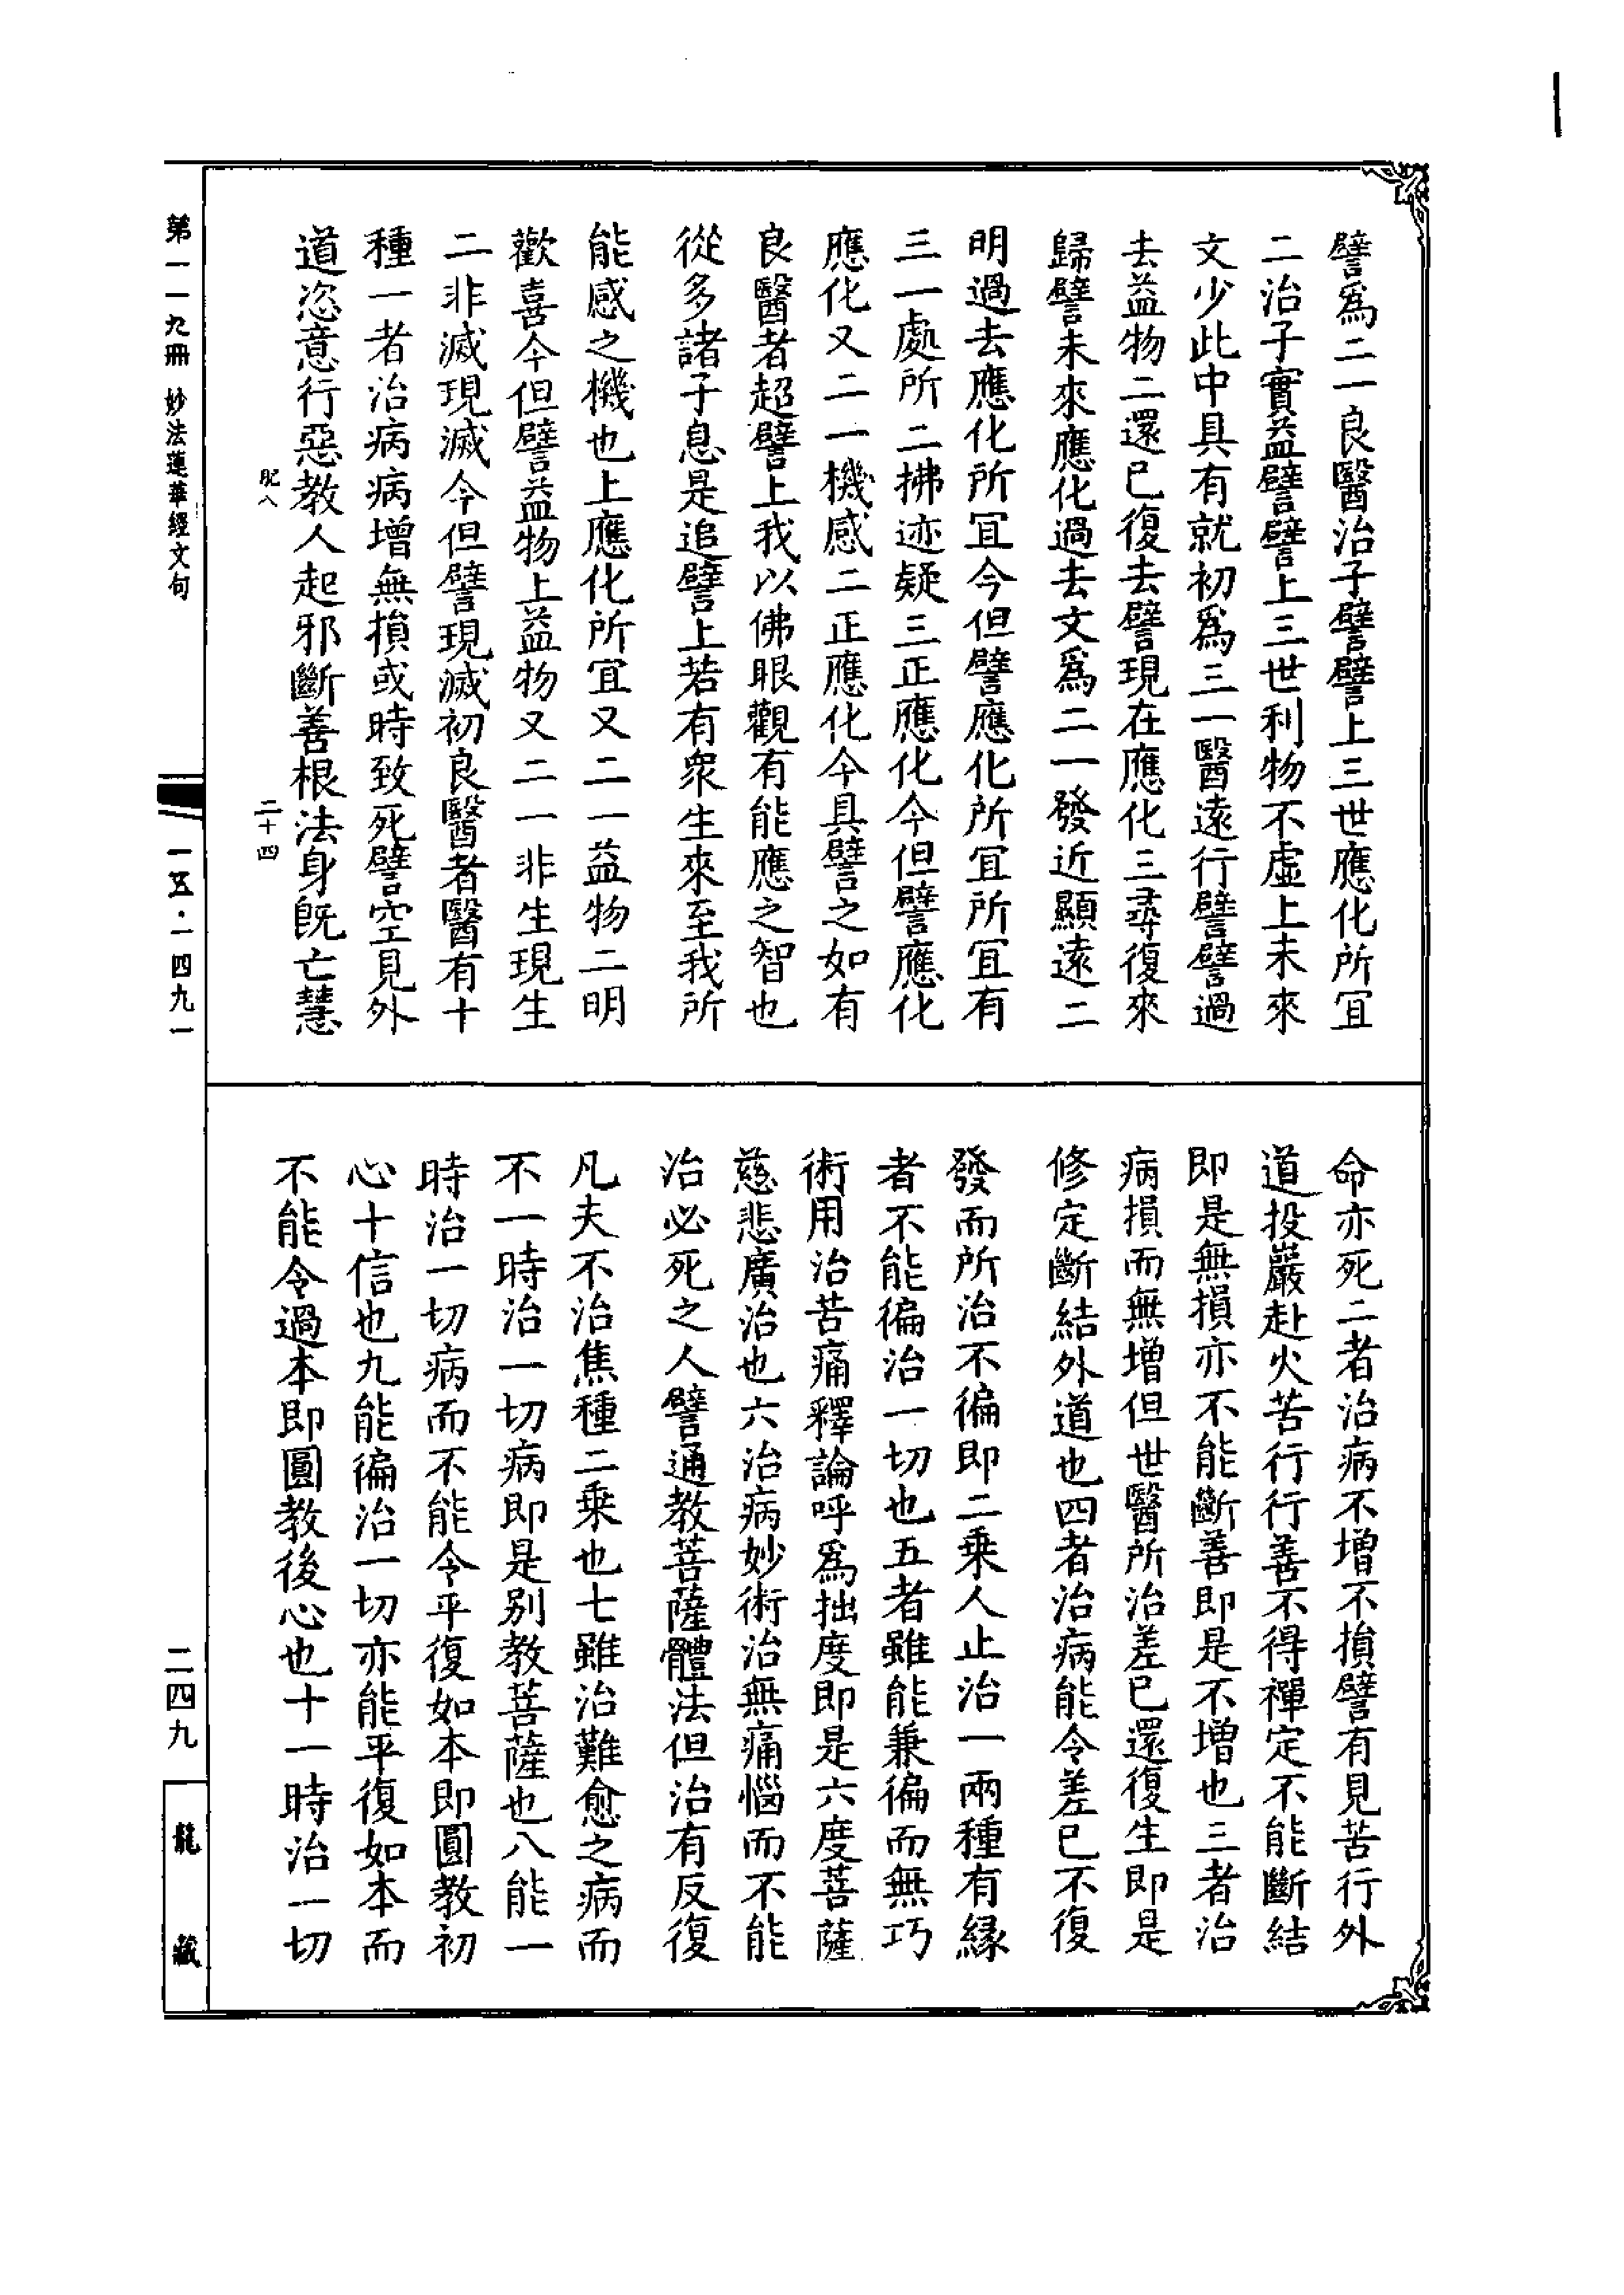 譬爲二一良醫治子譬譬上三世應化所宜
二治子實益譬譬上三世利物不虛上未來
文少此中具有就初爲三一醫遠行譬譬過
去益物二還已復去譬現在應化三尋復來
歸譬未來應化過去文爲二一發近顯遠二
明過去應化所宜今但譬應化所宜所宜有
三一處所二拂迹疑三正應化今但譬應化
應化又二一機感二正應化今具譬之如有
良醫者超譬上我以佛眼觀有能應之智也
從多諸子息是追譬上若有衆生來至我所
能感之機也上應化所宜又二一益物二明
歡喜今但譬益物上益物又二一非生現生
二非滅現滅今但譬現滅初良醫者醫有十
種一者治病病增無損或時致死譬空見外
道恣意行惡教人起邪斷善根法身旣亡慧
二十四
命亦死二者治病不增不損譬有見苦行外
道投巖赴火苦行行善不得禪定不能斷結
即是無損亦不能斷善即是不增也三者治
病損而無增但世醫所治差已還復生即是
修定斷結外道也四者治病能令差已不復
發而所治不徧即二乘人止治一兩種有緣
者不能徧治一切也五者雖能兼徧而無巧
術用治苦痛釋論呼爲拙度即是六度菩薩
慈悲廣治也六治病妙術治無痛惱而不能
治必死之人譬通教菩薩體法但治有反復
凡夫不治焦種二乘也七雖治難愈之病而
不一時治一切病即是别教菩薩也八能一
時治一切病而不能令平復如本即圓教初
心十信也九能徧治一切亦能平復如本而
不能令過本即圓教後心也十一時治一切
第一一九冊 妙法蓮華經文句
一五·一四九一
二四九
龍藏